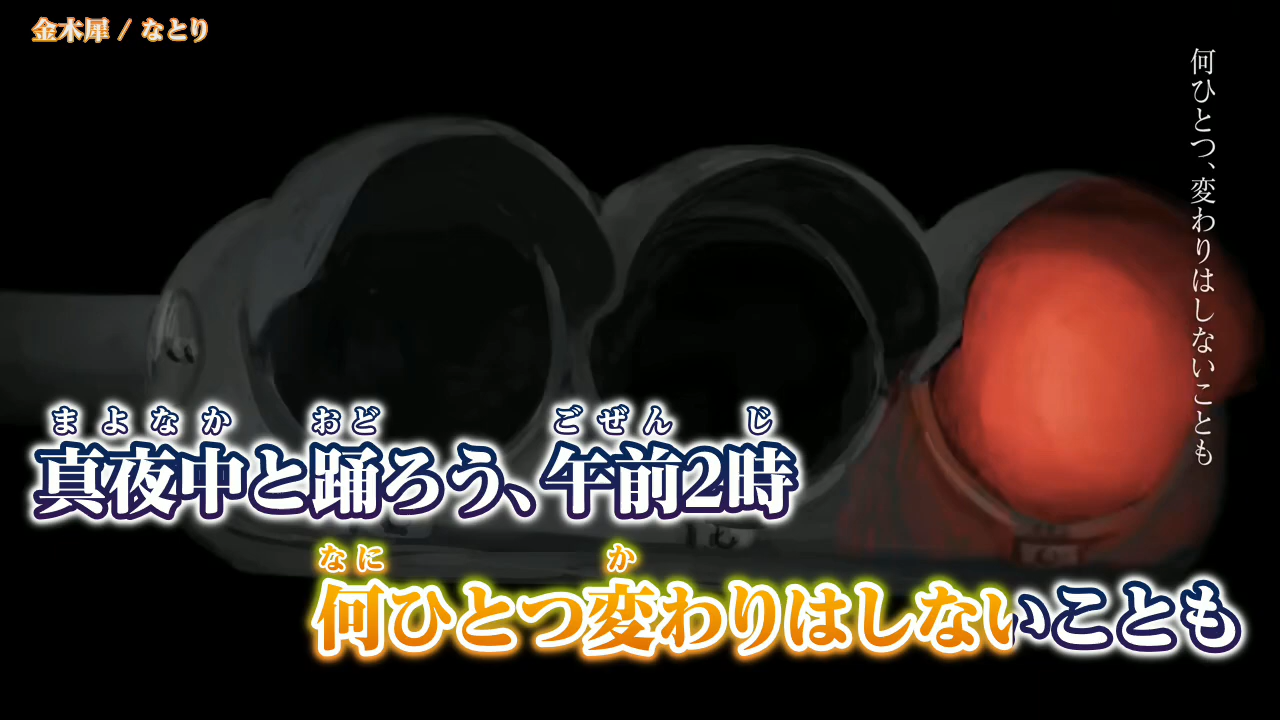 金木犀 / なとり
何ひとつ、変わりはしないことも
まよなか おど ごぜん じ
真夜中と踊ろう、午前2時
なに か
何ひとつ変わりはしないことも